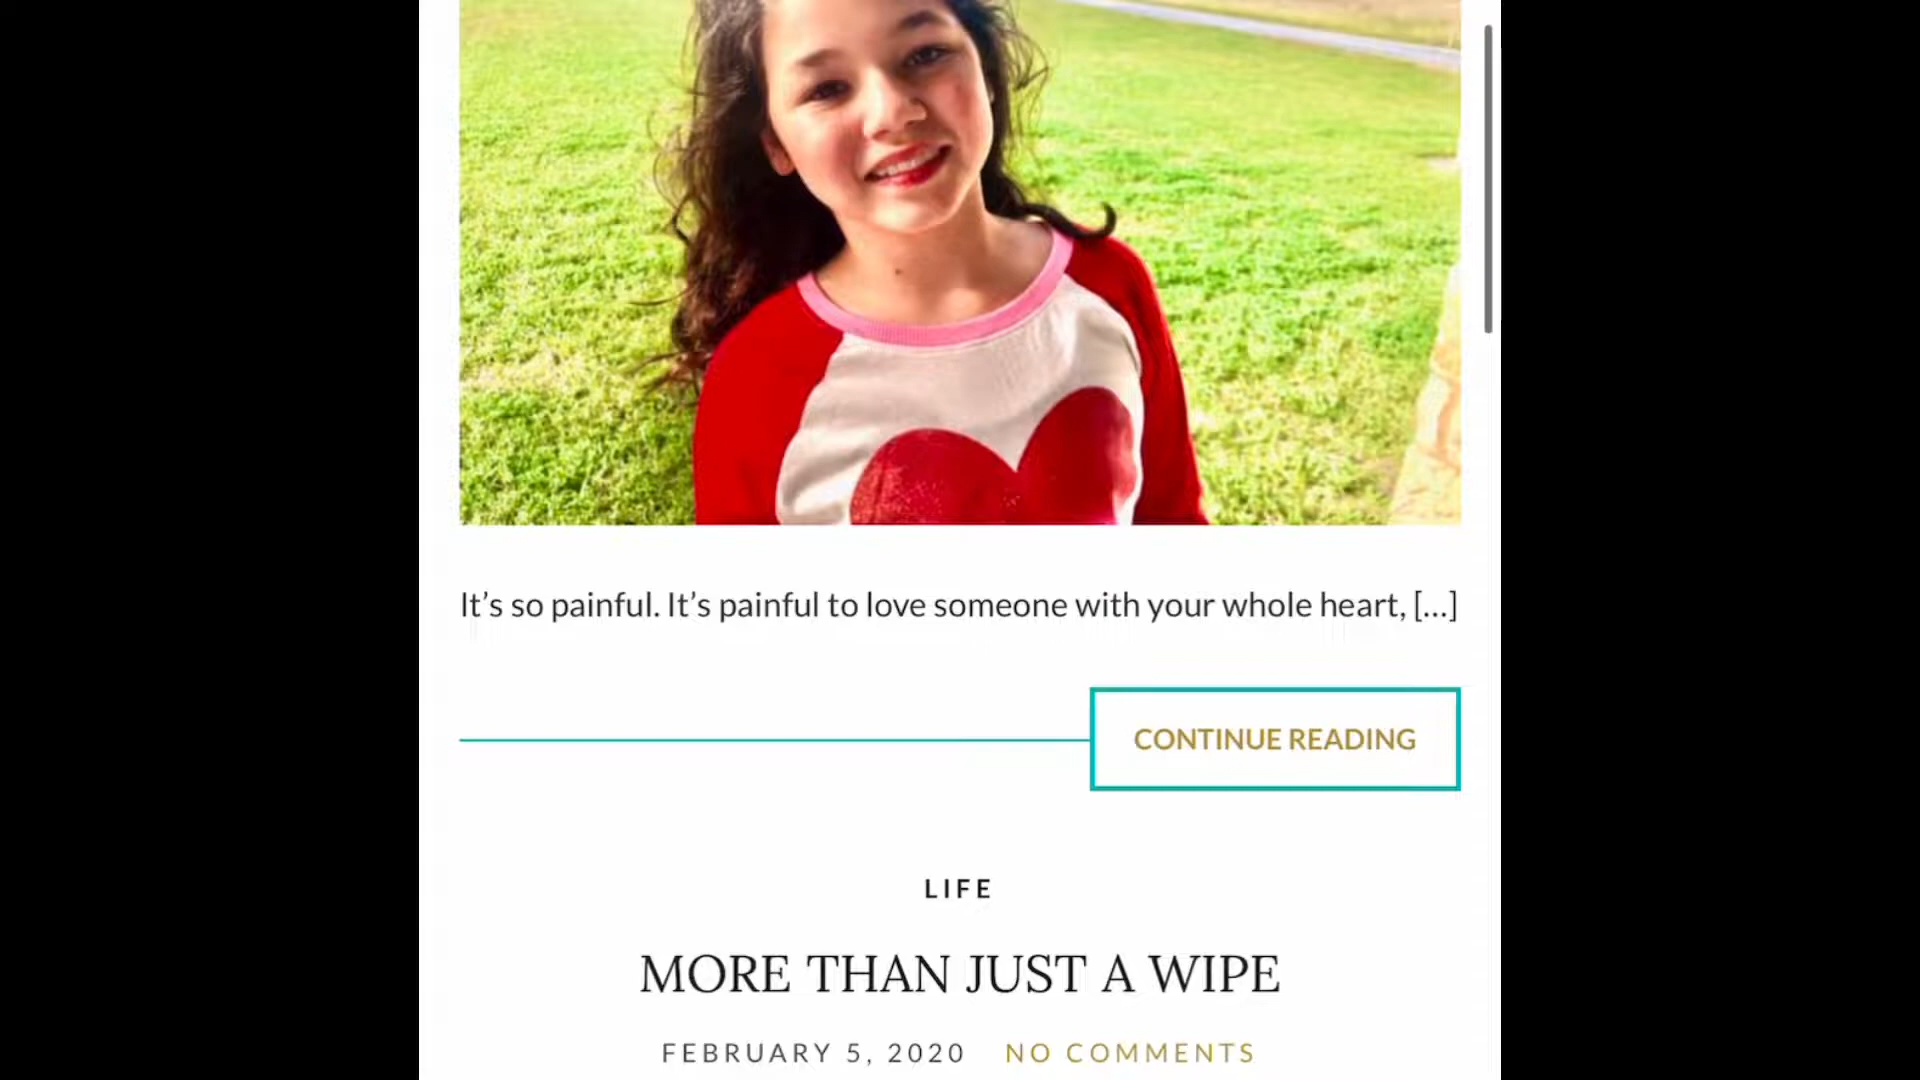 It’s so painful. It’s painful to love someone with your whole heart, […]
CONTINUE READING
LIFE
MORE THAN JUST A WIPE
FEBRUARY 5, 2020 NO COMMENTS